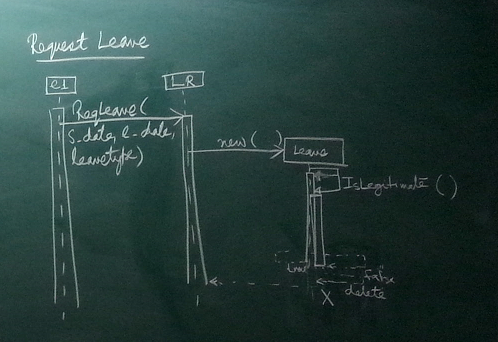 Request Leave
e1
LR
ReqLeave(
s-date, e-date,
leavetype)
new( )
Leave
IsLegitimate ( )
true
false
delete
X